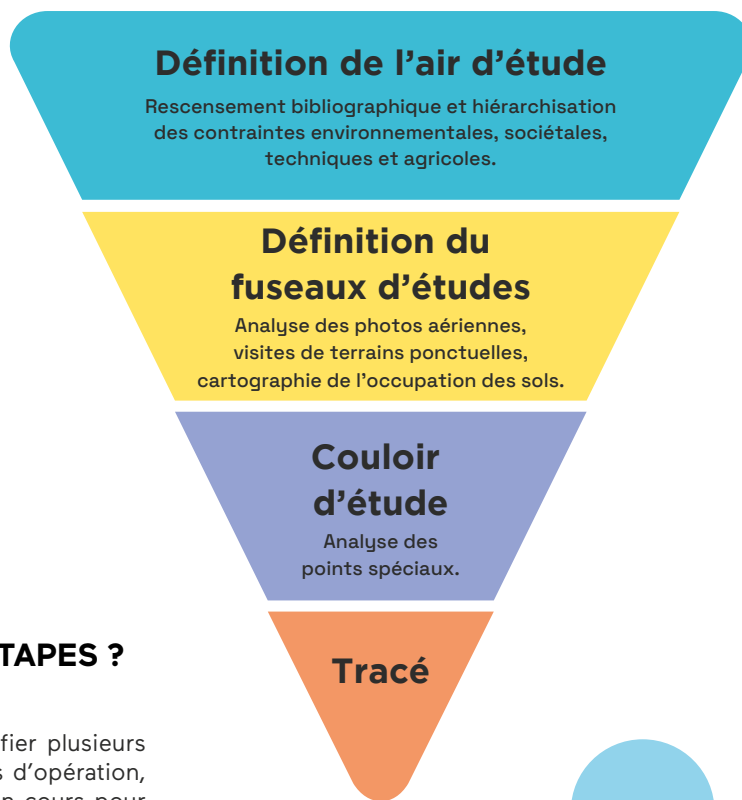 Définition de l’air d’étude
Rescensement bibliographique et hiérarchisation
des contraintes environnementales, sociétales,
techniques et agricoles.
Définition du
fuseaux d’études
Analyse des photos aériennes,
visites de terrains ponctuelles,
cartographie de l’occupation des sols.
Couloir
d’étude
Analyse des
points spéciaux.
Tracé
TAPES ?
fier plusieurs
d’opération,
cours pour